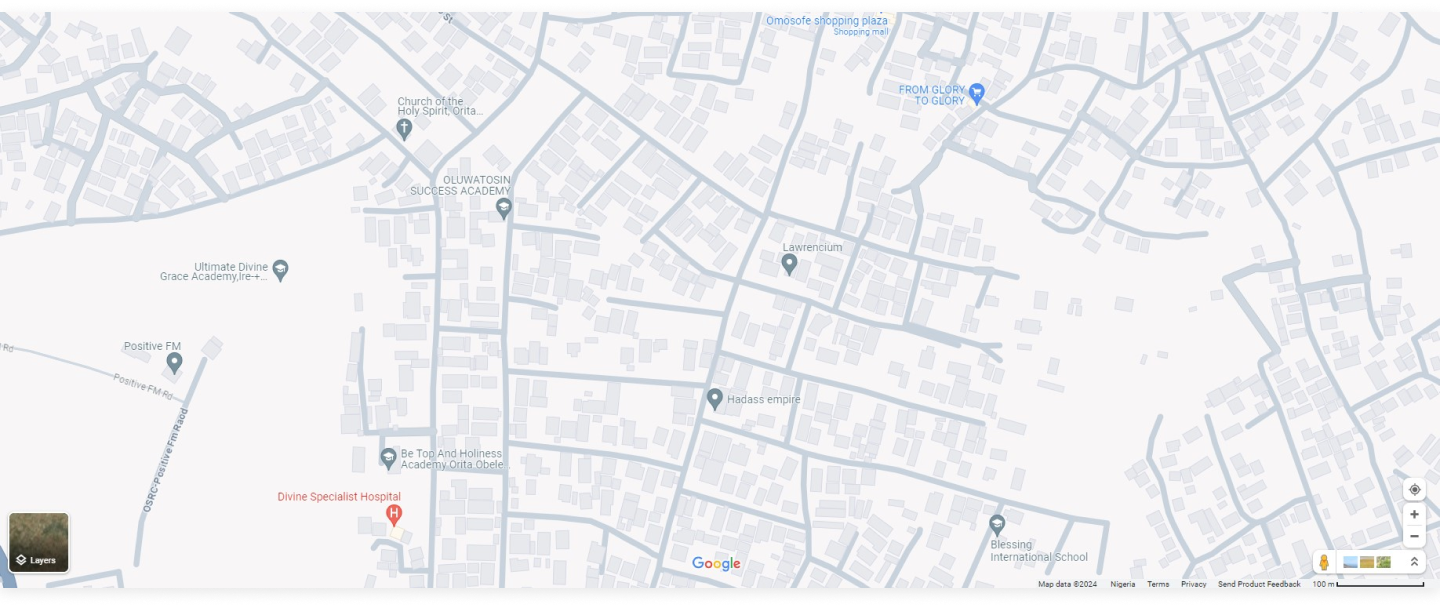 St
Omosofe shopping plaza
Shopping mall
FROM GLORY
TO GLORY
Church of the
Holy Spirit, Orita...
OLUWATOSIN
SUCCESS ACADEMY
Lawrencium
Ultimate Divine
Grace Academy,Ire-+...
Positive FM
Rd
Positive FM Rd
OSRC-Positive Fm Raod
Hadass empire
Be Top And Holiness
Academy Orita Obele...
Divine Specialist Hospital
Blessing
International School
Layers
Google
Map data ©2024 Nigeria Terms Privacy Send Product Feedback 100 m